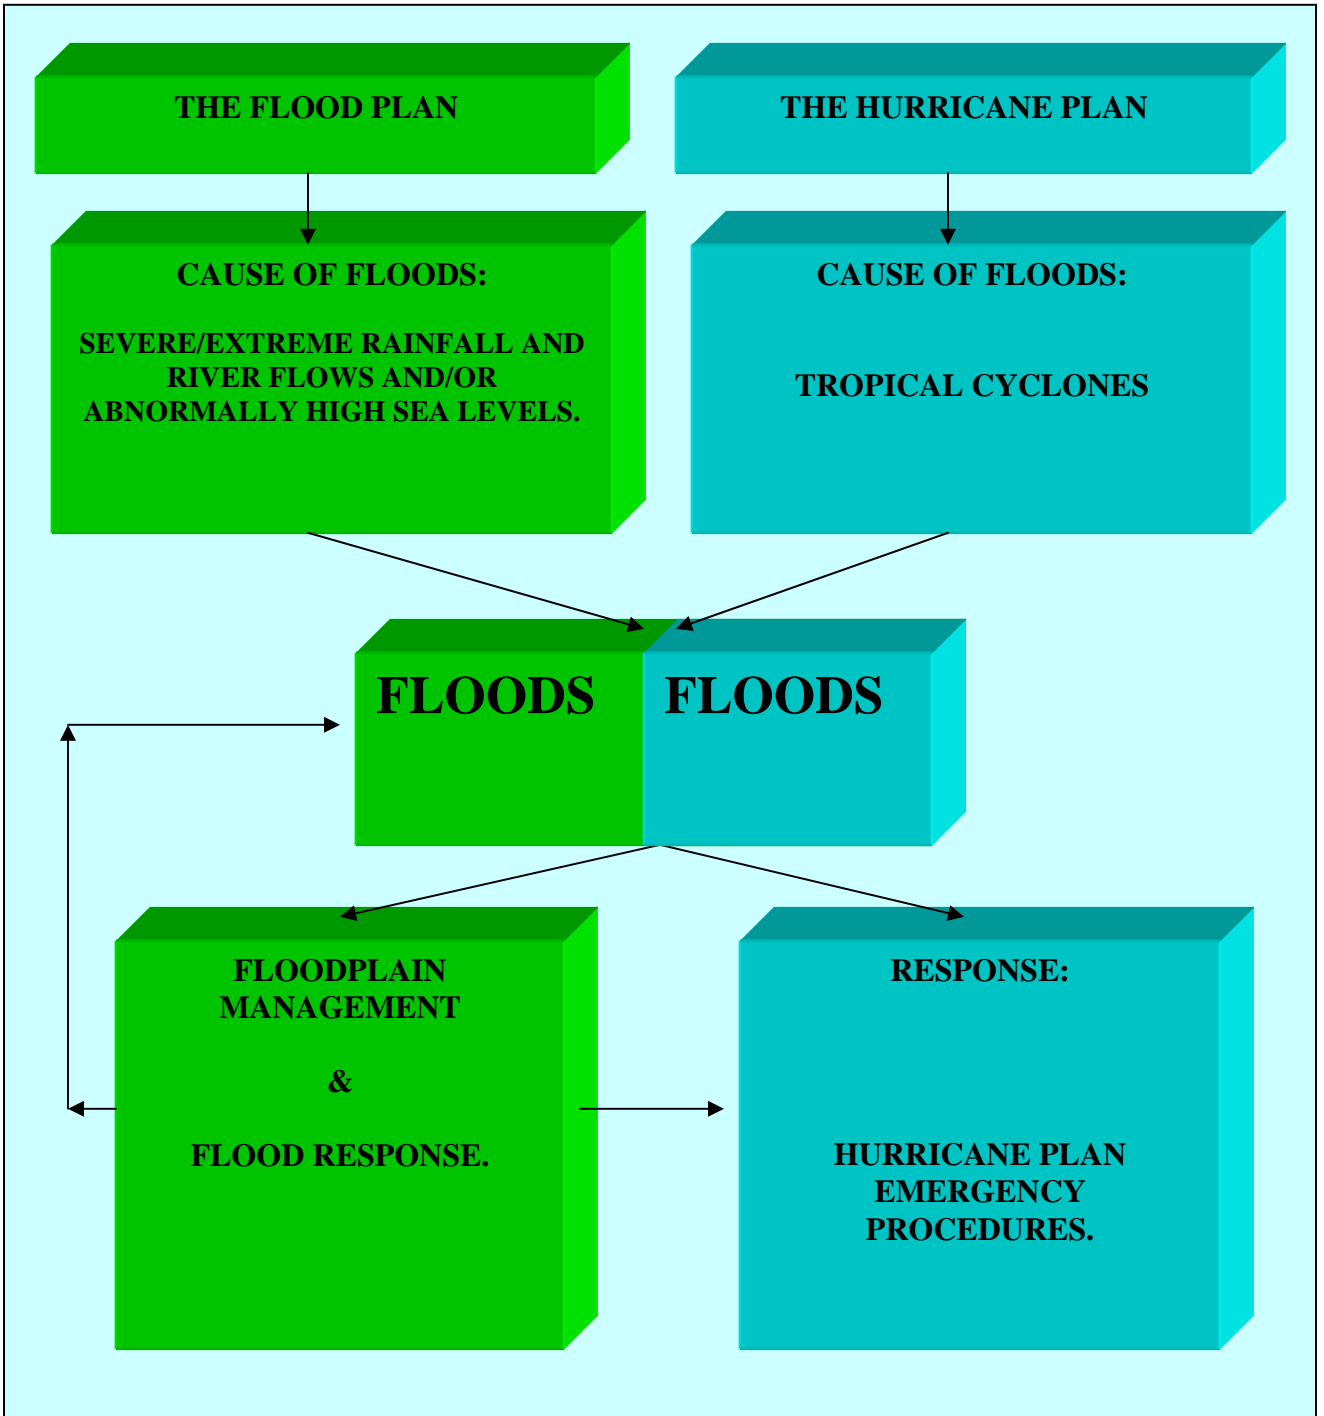 THE FLOOD PLAN
THE HURRICANE PLAN
CAUSE OF FLOODS:
SEVERE/EXTREME RAINFALL AND
RIVER FLOWS AND/OR
ABNORMALLY HIGH SEA LEVELS.
CAUSE OF FLOODS:
TROPICAL CYCLONES
FLOODS
FLOODS
FLOODPLAIN
MANAGEMENT
&
FLOOD RESPONSE.
RESPONSE:
HURRICANE PLAN
EMERGENCY
PROCEDURES.